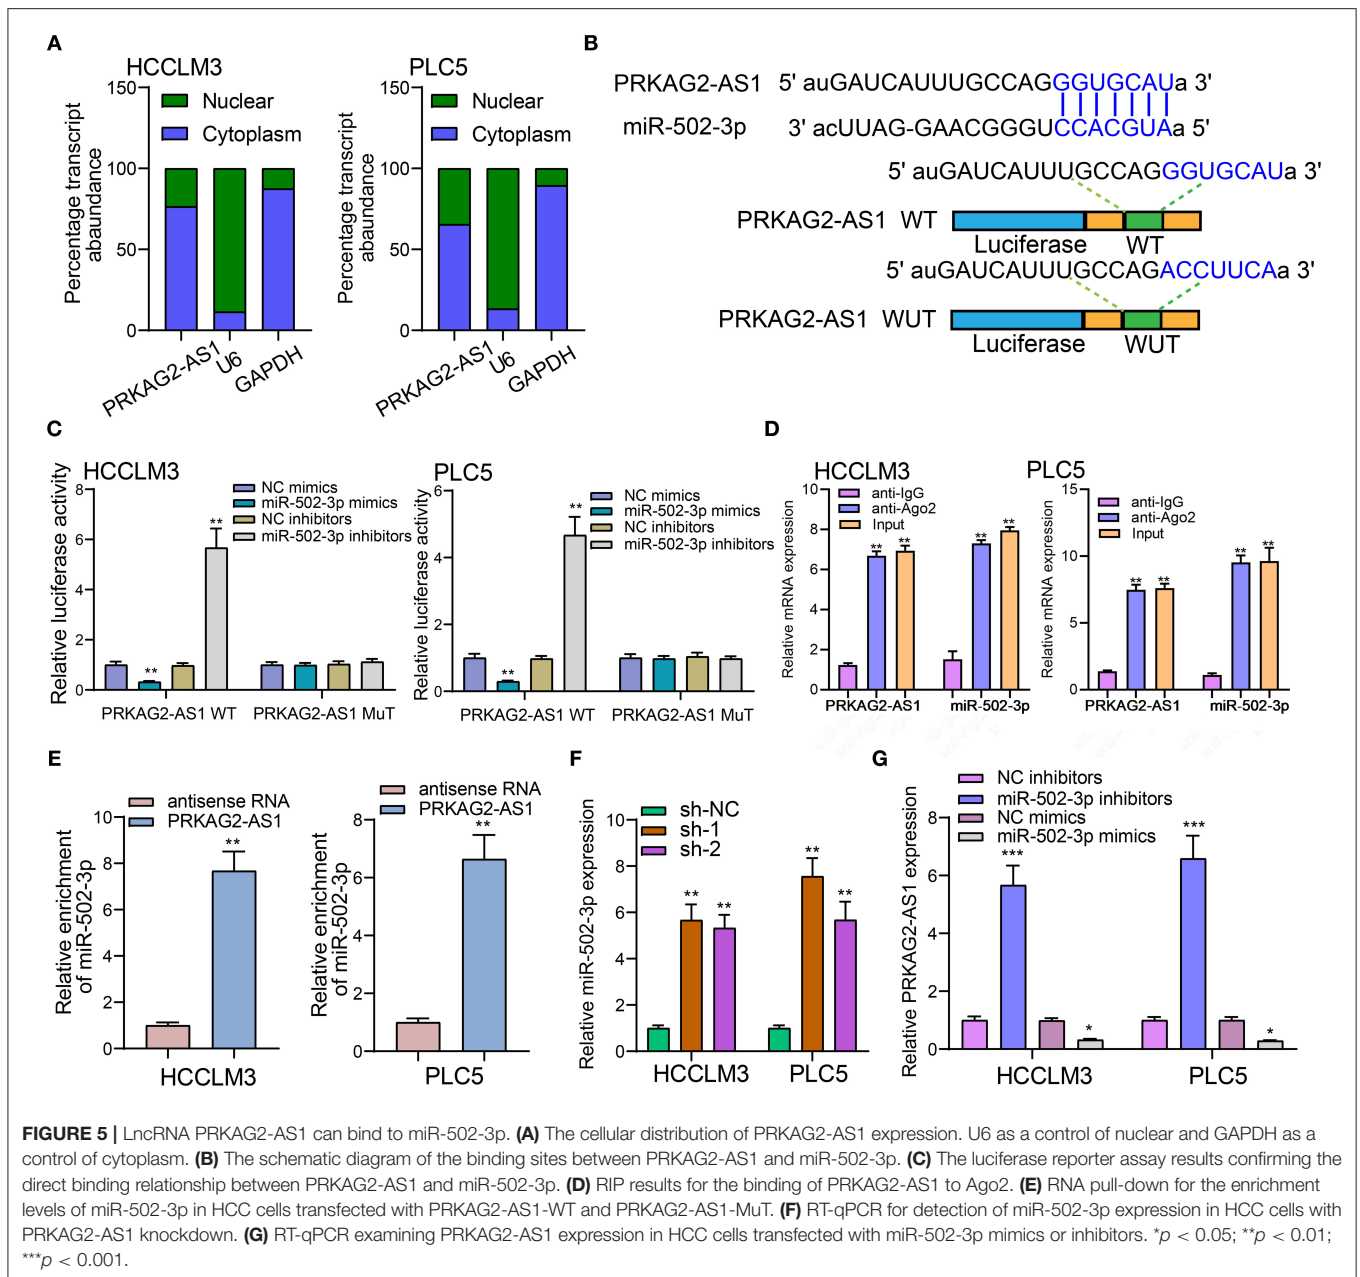 A
HCCLM3
Percentage transcript
abaundance
150
100
50
0
Nuclear
Cytoplasm
PRKAG2-AS1
U6
GAPDH
PLC5
Percentage transcript
abaundance
150
100
50
0
Nuclear
Cytoplasm
PRKAG2-AS1
U6
GAPDH
B
PRKAG2-AS1 5' auGAUCAUUUGCCAGGGUGCAUa 3'
miR-502-3p 3' acUUAG-GAACGGGUCCACGUAa 5'
5' auGAUCAUUUGCCAGGGUGCAUa 3'
PRKAG2-AS1 WT
Luciferase WT
5' auGAUCAUUUGCCAGACCUUCAa 3'
PRKAG2-AS1 WUT
Luciferase WUT
C
HCCLM3
Relative luciferase activity
8
6
4
2
0
NC mimics
miR-502-3p mimics
NC inhibitors
miR-502-3p inhibitors
**
**
PRKAG2-AS1 WT PRKAG2-AS1 MuT
PLC5
Relative luciferase activity
6
4
2
0
NC mimics
miR-502-3p mimics
NC inhibitors
miR-502-3p inhibitors
**
**
PRKAG2-AS1 WT PRKAG2-AS1 MuT
D
HCCLM3
Relative mRNA expression
10
8
6
4
2
0
anti-IgG
anti-Ago2
Input
** ** ** **
PRKAG2-AS1 miR-502-3p
PLC5
Relative mRNA expression
15
10
5
0
anti-IgG
anti-Ago2
Input
** ** ** **
PRKAG2-AS1 miR-502-3p
E
Relative enrichment
of miR-502-3p
10
8
6
4
2
0
antisense RNA
PRKAG2-AS1
**
HCCLM3
Relative enrichment
of miR-502-3p
8
6
4
2
0
antisense RNA
PRKAG2-AS1
**
PLC5
F
Relative miR-502-3p expression
10
8
6
4
2
0
sh-NC
sh-1
sh-2
** ** ** **
HCCLM3 PLC5
G
Relative PRKAG2-AS1 expression
8
6
4
2
0
NC inhibitors
miR-502-3p inhibitors
NC mimics
miR-502-3p mimics
*** * *** *
HCCLM3 PLC5
FIGURE 5 | LncRNA PRKAG2-AS1 can bind to miR-502-3p. (A) The cellular distribution of PRKAG2-AS1 expression. U6 as a control of nuclear and GAPDH as a
control of cytoplasm. (B) The schematic diagram of the binding sites between PRKAG2-AS1 and miR-502-3p. (C) The luciferase reporter assay results confirming the
direct binding relationship between PRKAG2-AS1 and miR-502-3p. (D) RIP results for the binding of PRKAG2-AS1 to Ago2. (E) RNA pull-down for the enrichment
levels of miR-502-3p in HCC cells transfected with PRKAG2-AS1-WT and PRKAG2-AS1-MuT. (F) RT-qPCR for detection of miR-502-3p expression in HCC cells with
PRKAG2-AS1 knockdown. (G) RT-qPCR examining PRKAG2-AS1 expression in HCC cells transfected with miR-502-3p mimics or inhibitors. *p < 0.05; **p < 0.01;
***p < 0.001.